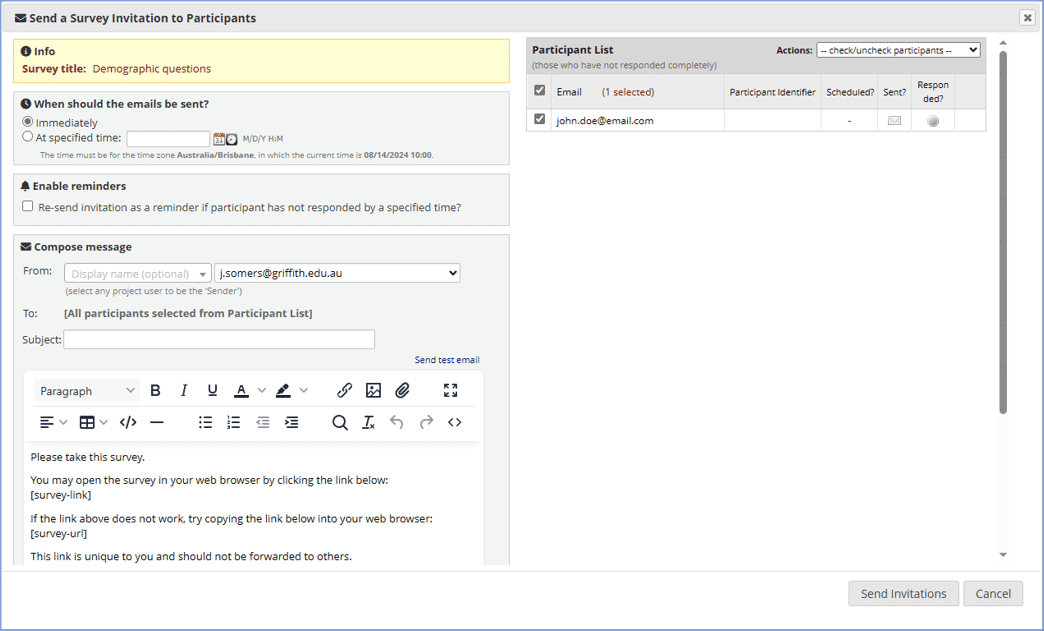 Send a Survey Invitation to Participants
Info
Survey title: Demographic questions
When should the emails be sent?
Immediately
At specified time: 31 M/D/Y H:M
The time must be for the time zone Australia/Brisbane, in which the current time is 08/14/2024 10:00.
Enable reminders
Re-send invitation as a reminder if participant has not responded by a specified time?
Compose message
From: Display name (optional) j.somers@griffith.edu.au
(select any project user to be the 'Sender')
To: [All participants selected from Participant List]
Subject:
Send test email
Paragraph B I U A
Please take this survey.
You may open the survey in your web browser by clicking the link below:
[survey-link]
If the link above does not work, try copying the link below into your web browser:
[survey-url]
This link is unique to you and should not be forwarded to others.
Participant List Actions: -- check/uncheck participants --
(those who have not responded completely)
Email (1 selected) Participant Identifier Scheduled? Sent? Respon
ded?
john.doe@email.com -
Send Invitations Cancel